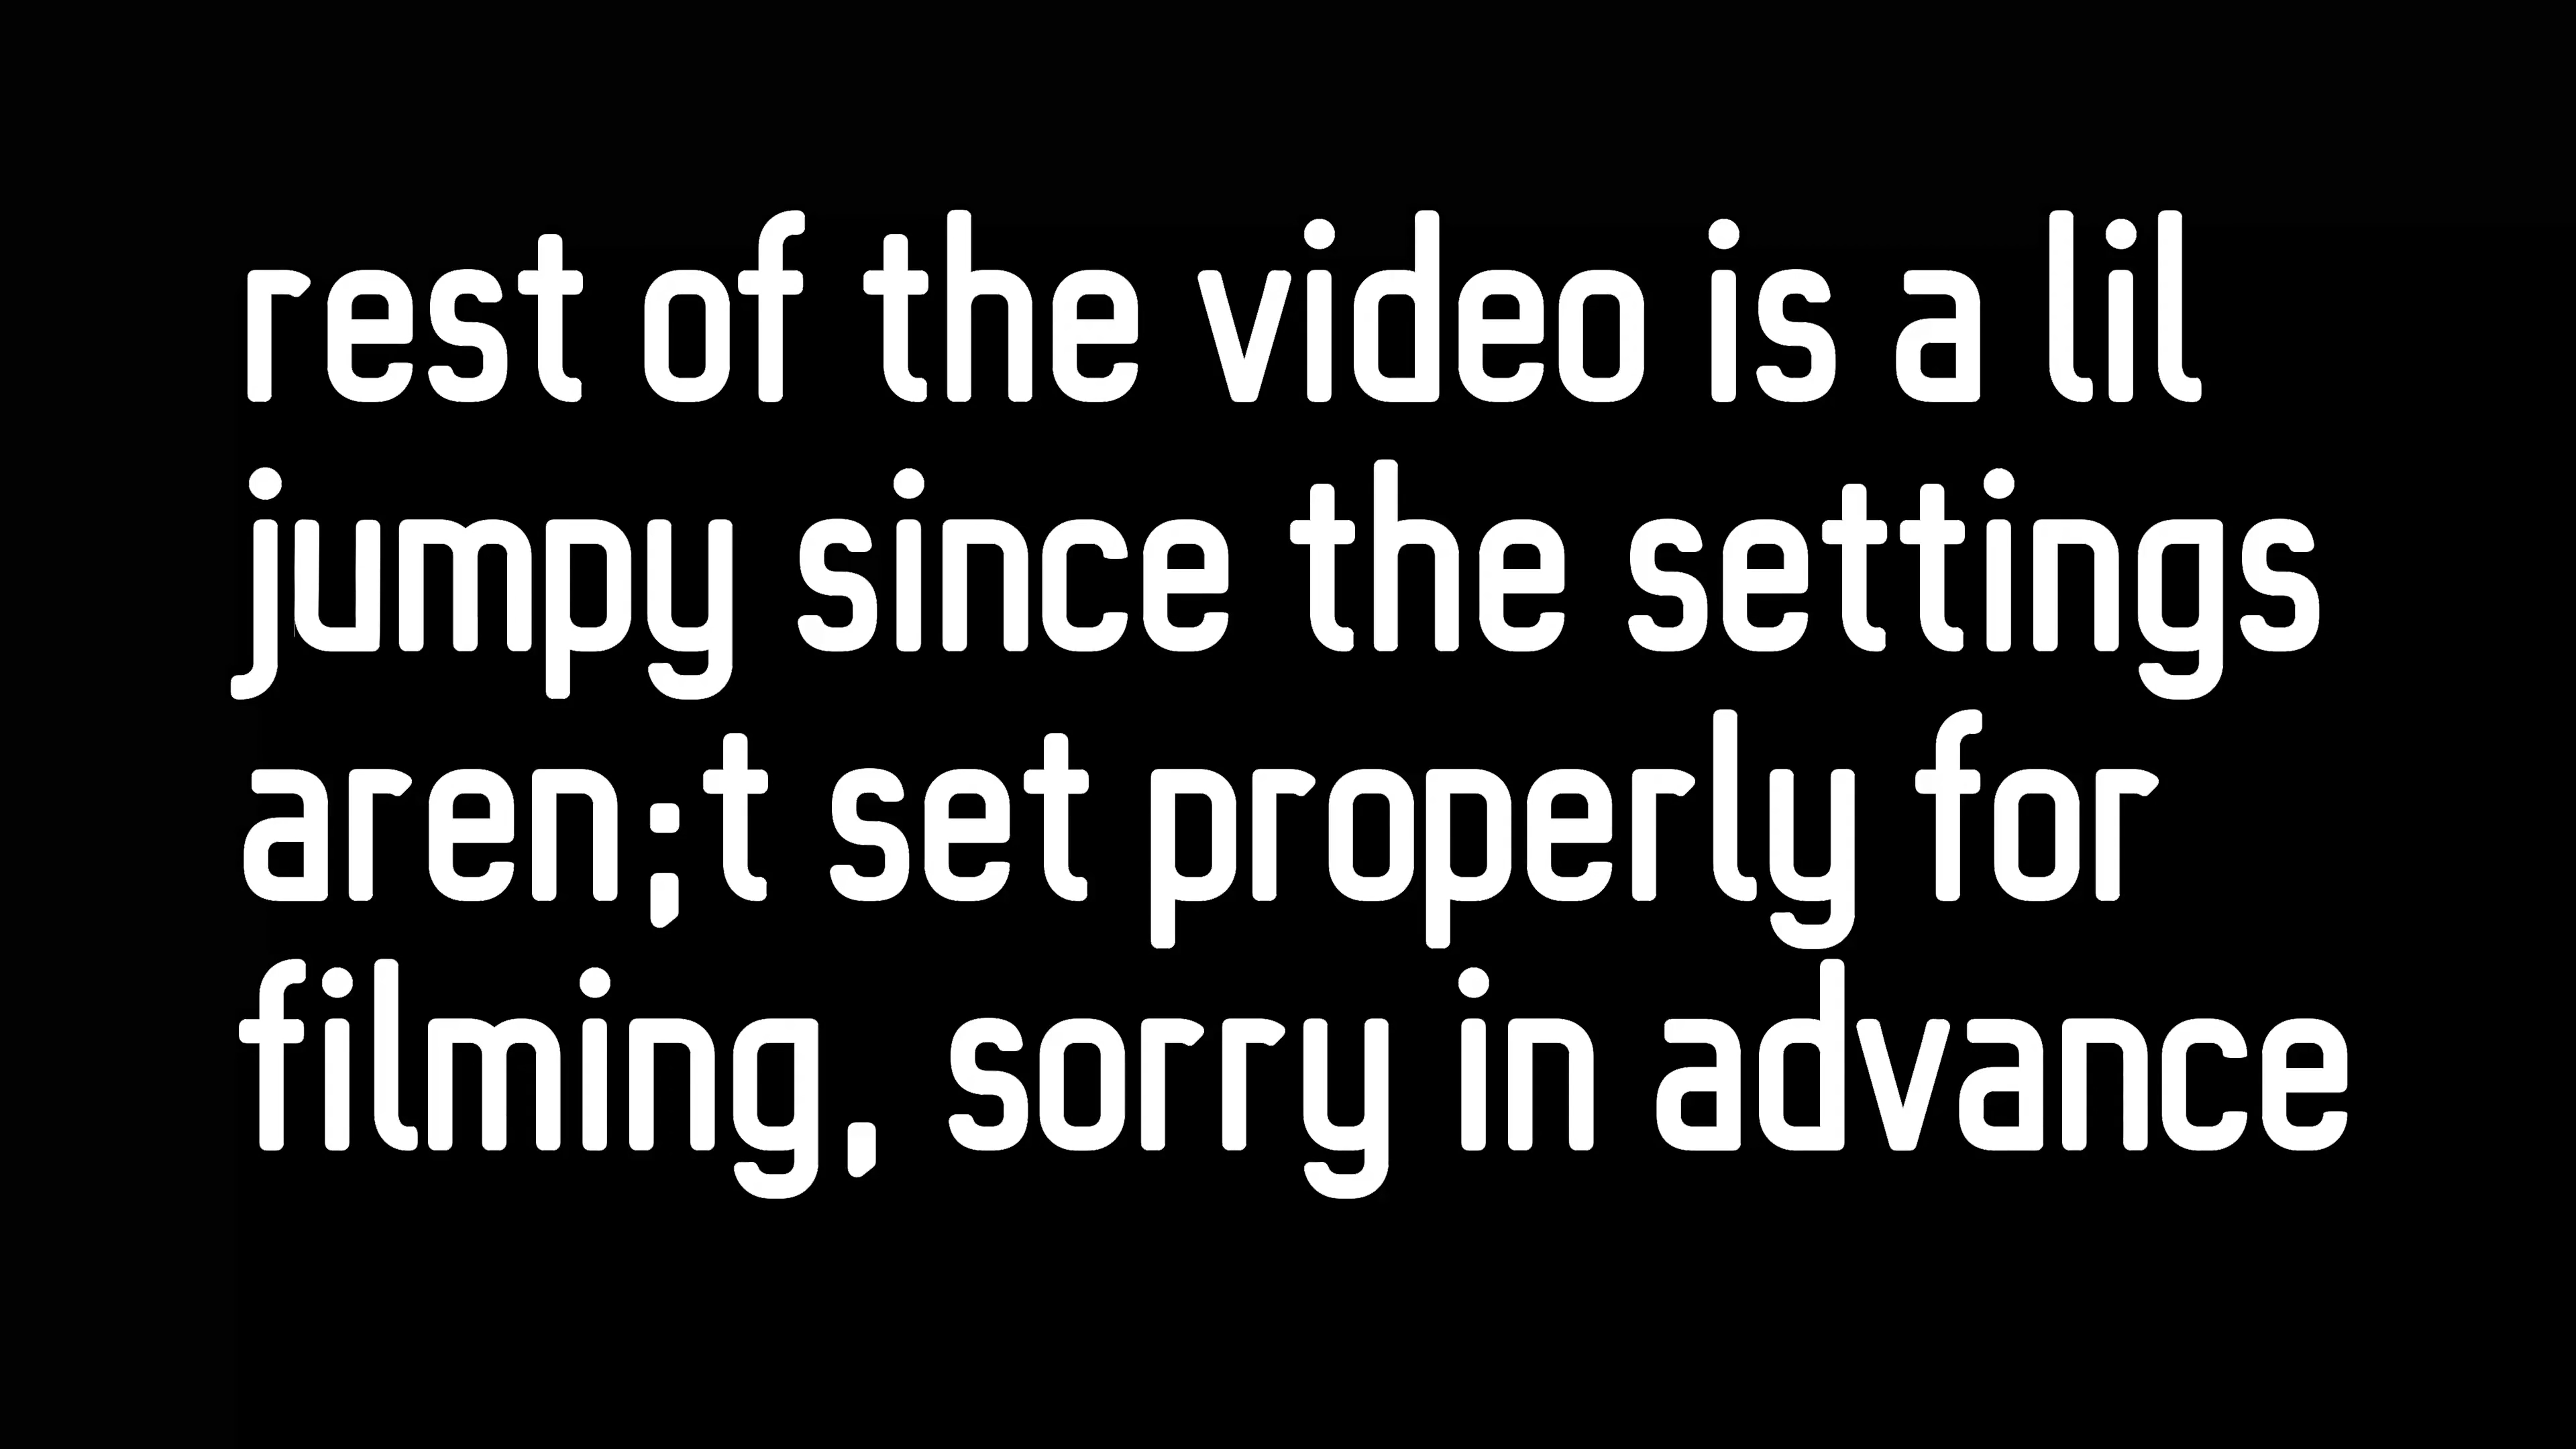 rest of the video is a lil
jumpy since the settings
aren;t set properly for
filming, sorry in advance